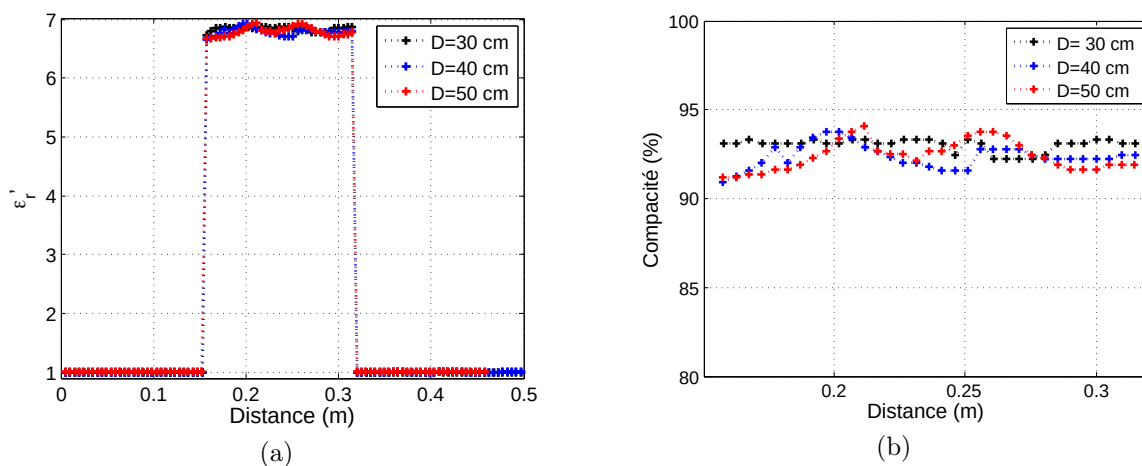 7
6
5
4
3
2
1
εr'
0
0.1
0.2
0.3
0.4
0.5
Distance (m)
D=30 cm
D=40 cm
D=50 cm
(a)
100
95
90
85
80
Compacité (%)
0.2
0.25
0.3
Distance (m)
D= 30 cm
D=40 cm
D=50 cm
(b)